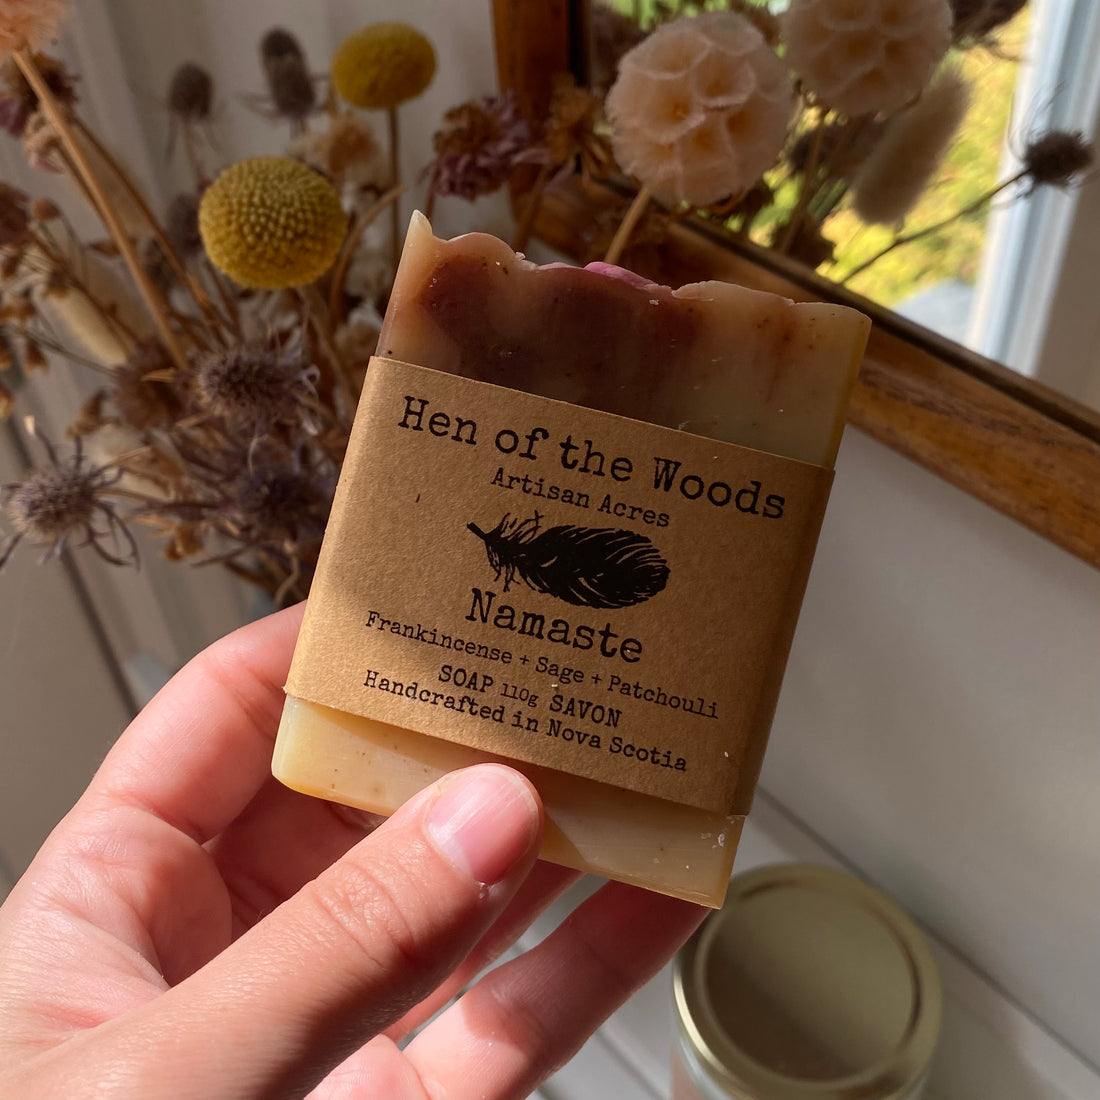 Hen of the Woods
Artisan Acres
Namaste
Frankincense + Sage + Patchouli
SOAP 110g SAVON
Handcrafted in Nova Scotia